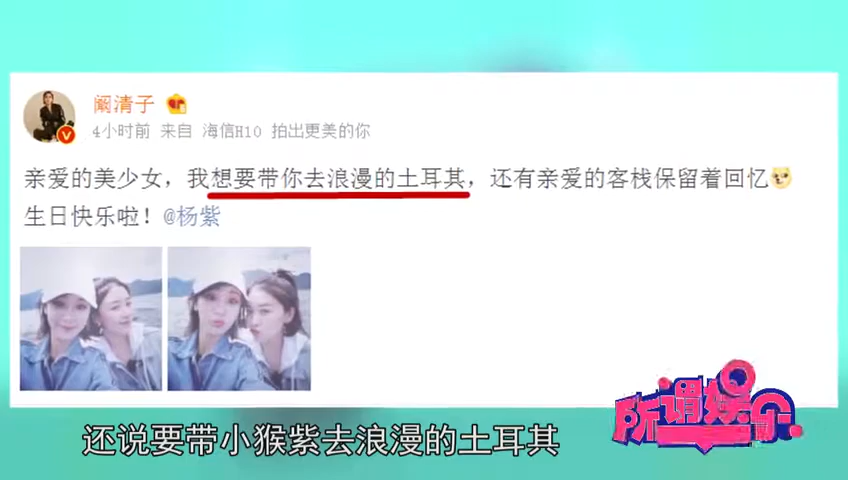 阚清子
4小时前 来自 海信H10 拍出更美的你
亲爱的美少女，我想要带你去浪漫的土耳其，还有亲爱的客栈保留着回忆
生日快乐啦！@杨紫
所谓娱乐
还说要带小猴紫去浪漫的土耳其